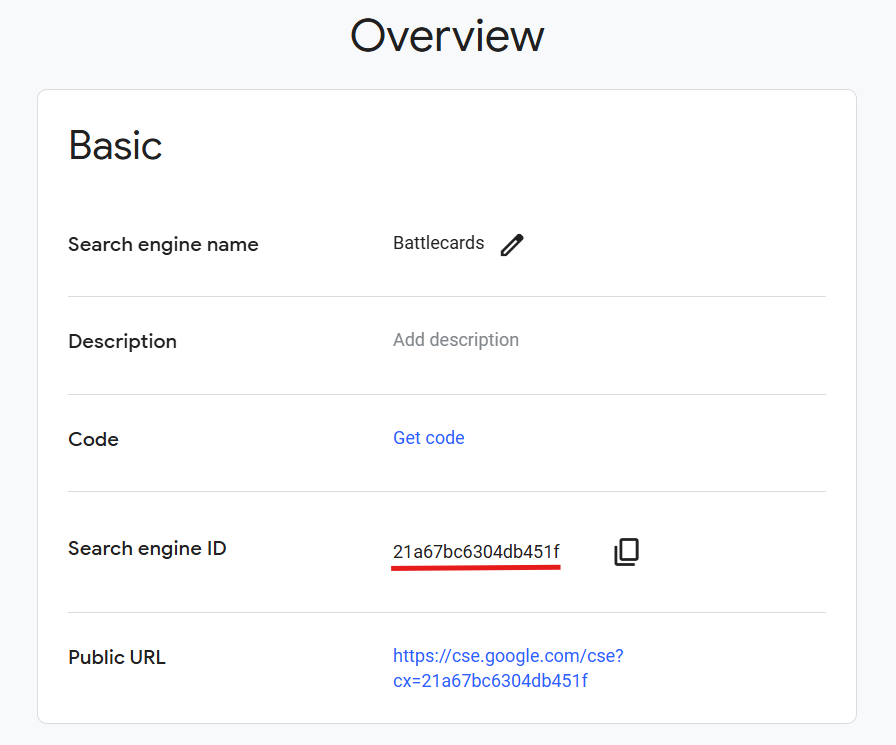 Overview
Basic
Search engine name
Battlecards
Description
Add description
Code
Get code
Search engine ID
21a67bc6304db451f
Public URL
https://cse.google.com/cse?
cx=21a67bc6304db451f